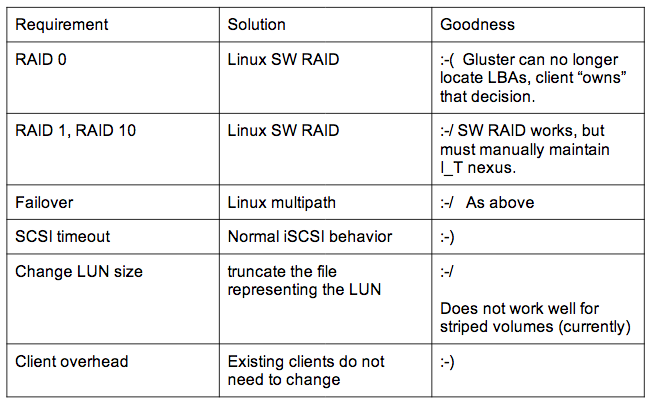 Requirement
Solution
Goodness
RAID 0
Linux SW RAID
:-(  Gluster can no longer
locate LBAs, client “owns”
that decision.
RAID 1, RAID 10
Linux SW RAID
:-/ SW RAID works, but
must manually maintain
I_T nexus.
Failover
Linux multipath
:-/   As above
SCSI timeout
Normal iSCSI behavior
:-)
Change LUN size
truncate the file
representing the LUN
:-/
Does not work well for
striped volumes (currently)
Client overhead
Existing clients do not
need to change
:-)